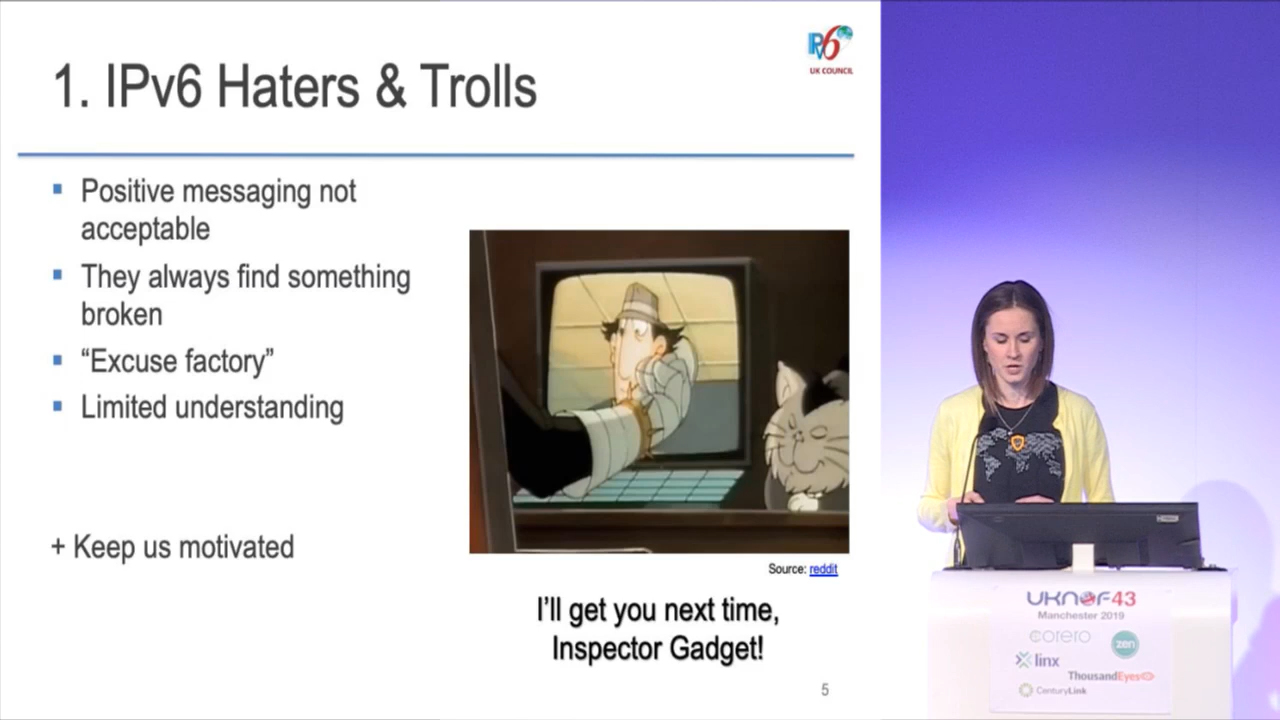 IPv6
UK COUNCIL
1. IPv6 Haters & Trolls
▪ Positive messaging not
acceptable
▪ They always find something
broken
▪ “Excuse factory”
▪ Limited understanding
+ Keep us motivated
Source: reddit
I’ll get you next time,
Inspector Gadget!
5
UKNOF43
Manchester 2019
corero
zen
linx
ThousandEyes
CenturyLink